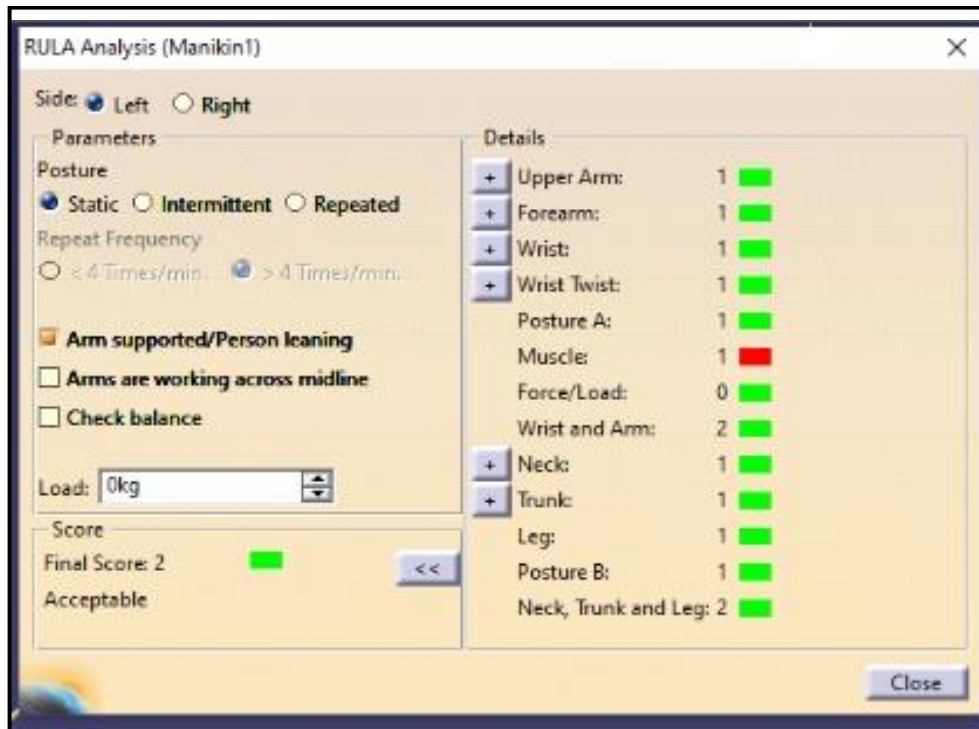 RULA Analysis (Manikin1)
Side: Left Right
Parameters
Posture
Static Intermittent Repeated
Repeat Frequency
< 4 Times/min. > 4 Times/min.
Arm supported/Person leaning
Arms are working across midline
Check balance
Load: 0kg
Score
Final Score: 2
<<
Acceptable
Details
+ Upper Arm: 1
+ Forearm: 1
+ Wrist: 1
+ Wrist Twist: 1
Posture A: 1
Muscle: 1
Force/Load: 0
Wrist and Arm: 2
+ Neck: 1
+ Trunk: 1
Leg: 1
Posture B: 1
Neck, Trunk and Leg: 2
Close